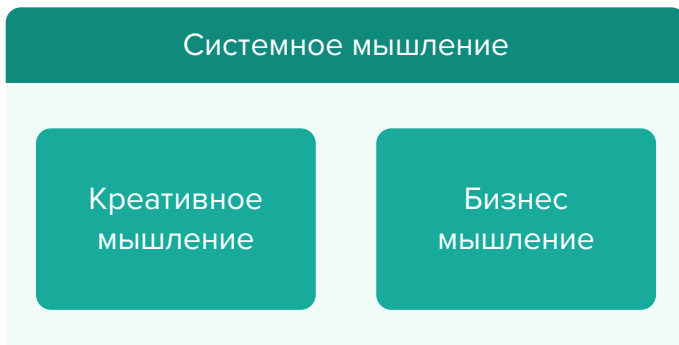 Системное мышление
Креативное
мышление
Бизнес
мышление